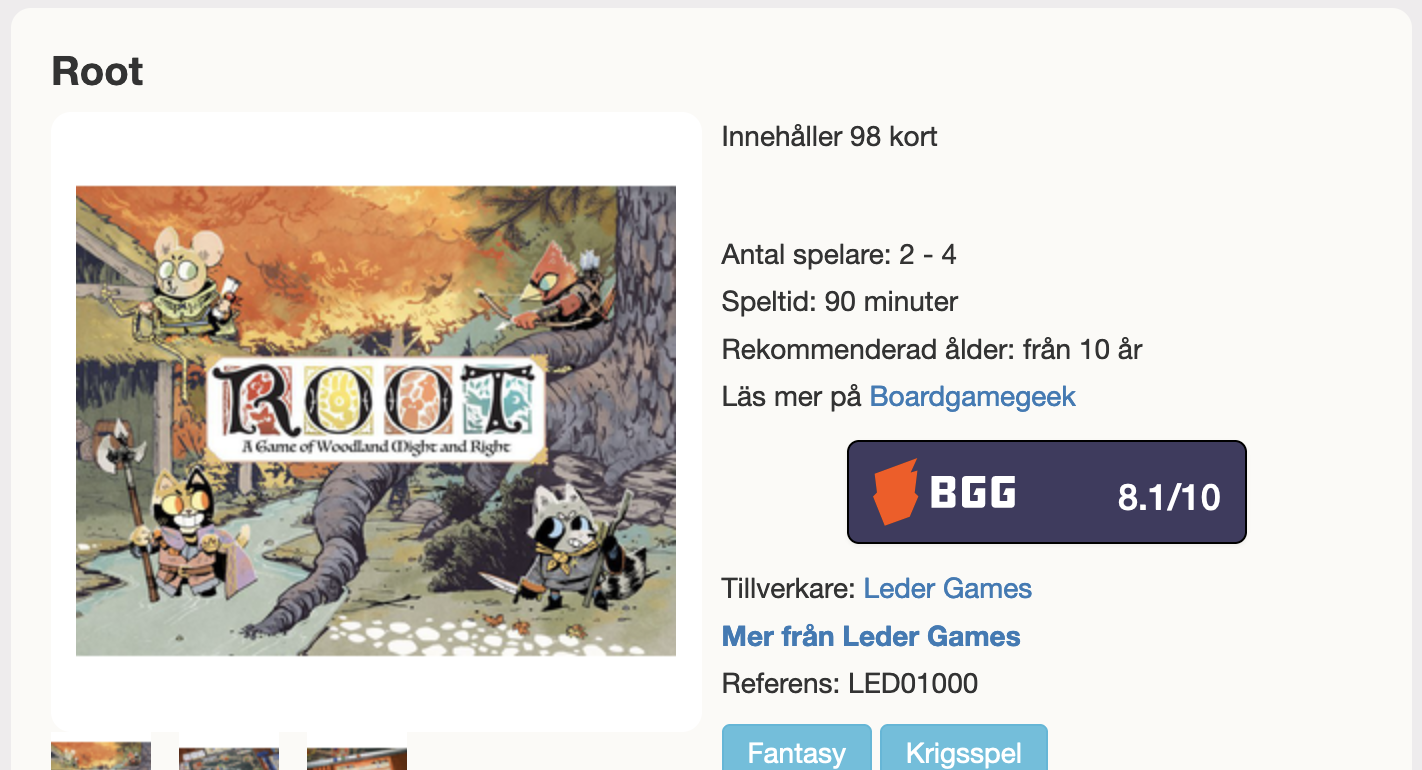 Root
ROOT
A Game of Woodland Might and Right
Innehåller 98 kort
Antal spelare: 2 - 4
Speltid: 90 minuter
Rekommenderad ålder: från 10 år
Läs mer på Boardgamegeek
BGG 8.1/10
Tillverkare: Leder Games
Mer från Leder Games
Referens: LED01000
Fantasy Krigsspel